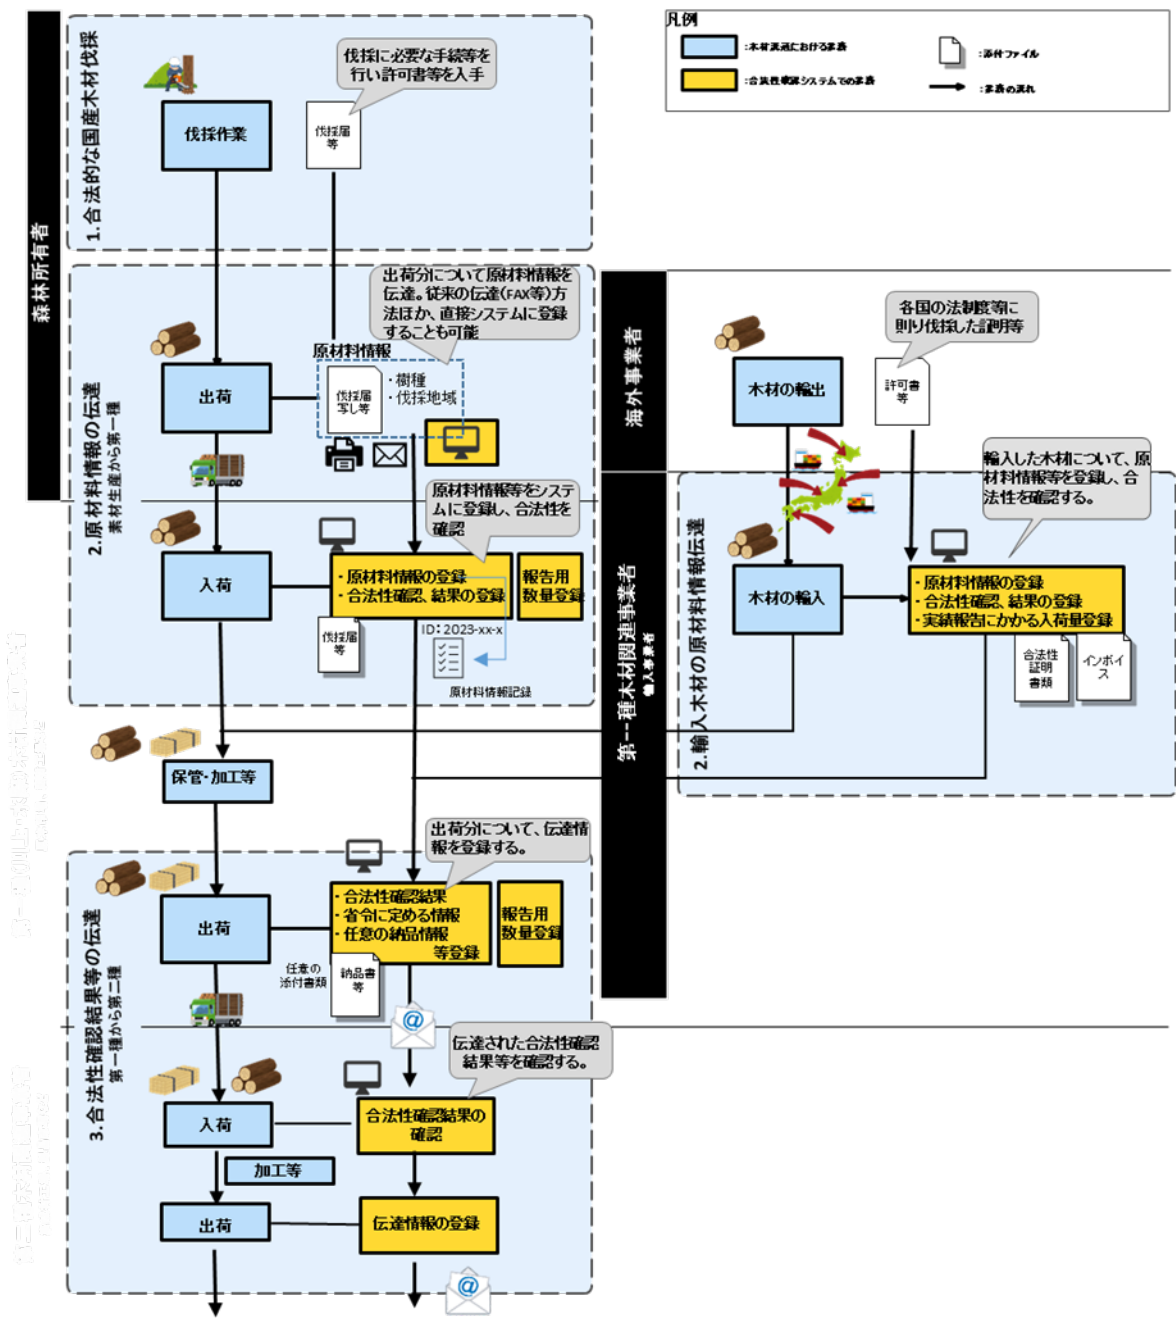 凡例
：木材流通における業務
：合法性確認システムでの業務
：添付ファイル
：業務の流れ
森林所有者
1.合法的な国産木材伐採
伐採に必要な手続等を
行い許可書等を入手
伐採作業
伐採届
等
2.原材料情報の伝達
素材生産から第一種
出荷分について原材料情報を
伝達。従来の伝達(FAX等)方
法ほか、直接システムに登録
することも可能
原材料情報
出荷
伐採届
写し等
・樹種
・伐採地域
原材料情報等をシステ
ムに登録し、合法性を
確認
入荷
・原材料情報の登録
・合法性確認、結果の登録
報告用
数量登録
伐採届
等
ID：2023-xx-x
原材料情報記録
海外事業者
各国の法制度等に
則り伐採した証明等
木材の輸出
許可書
等
第一種木材関連事業者
輸入事業者
2.輸入木材の原材料情報伝達
輸入した木材について、原
材料情報等を登録し、合
法性を確認する。
木材の輸入
・原材料情報の登録
・合法性確認、結果の登録
・実績報告にかかる入荷量登録
合法性
証明
書類
インボイ
ス
保管・加工等
3.合法性確認結果等の伝達
第一種から第二種
出荷分について、伝達情
報を登録する。
出荷
・合法性確認結果
・省令に定める情報
・任意の納品情報
等登録
報告用
数量登録
任意の
添付書類
納品書
等
伝達された合法性確認
結果等を確認する。
入荷
合法性確認結果の
確認
加工等
出荷
伝達情報の登録